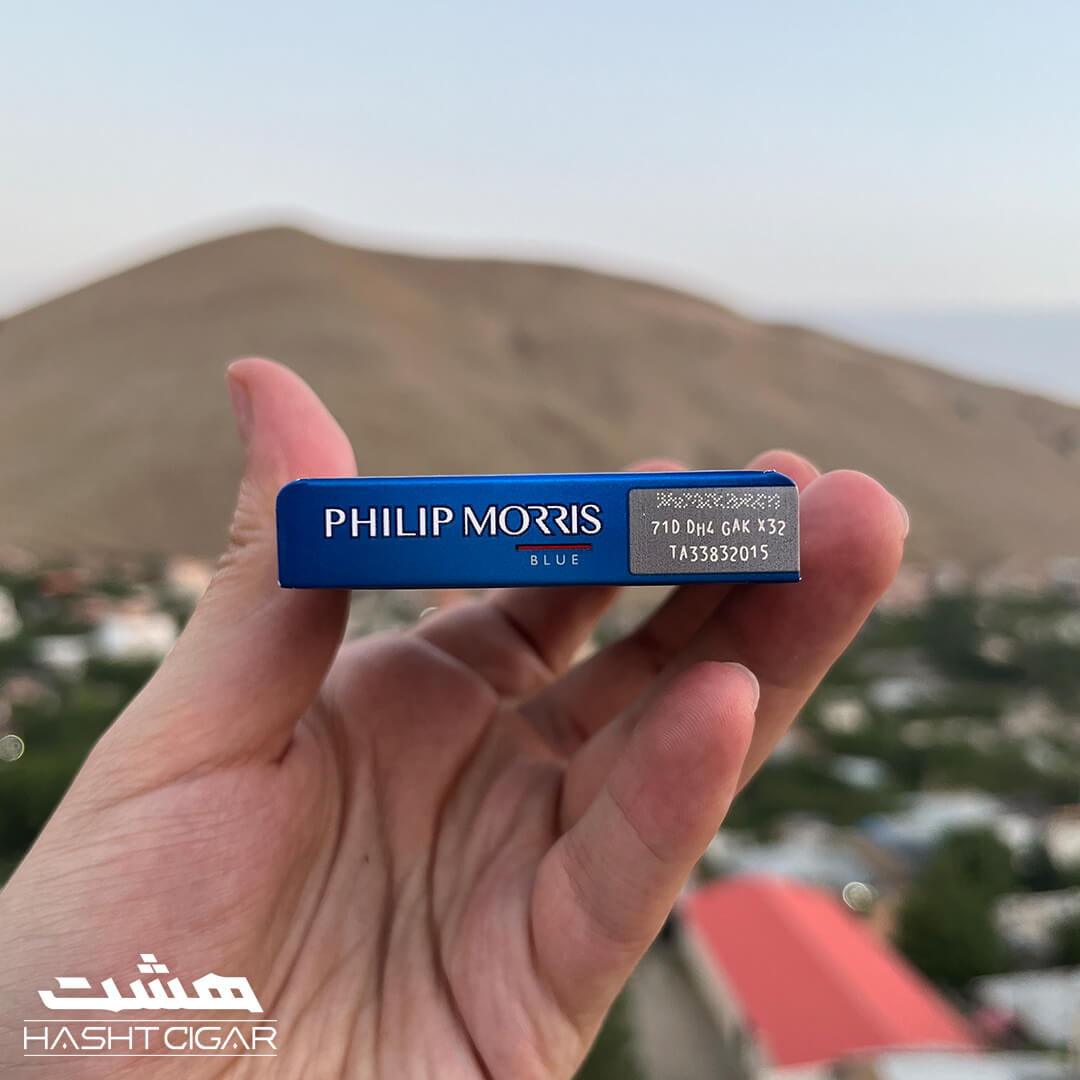 PHILIP MORRIS
BLUE
71D DH4 GAK X32
TA33832015
هشت
HASHT CIGAR